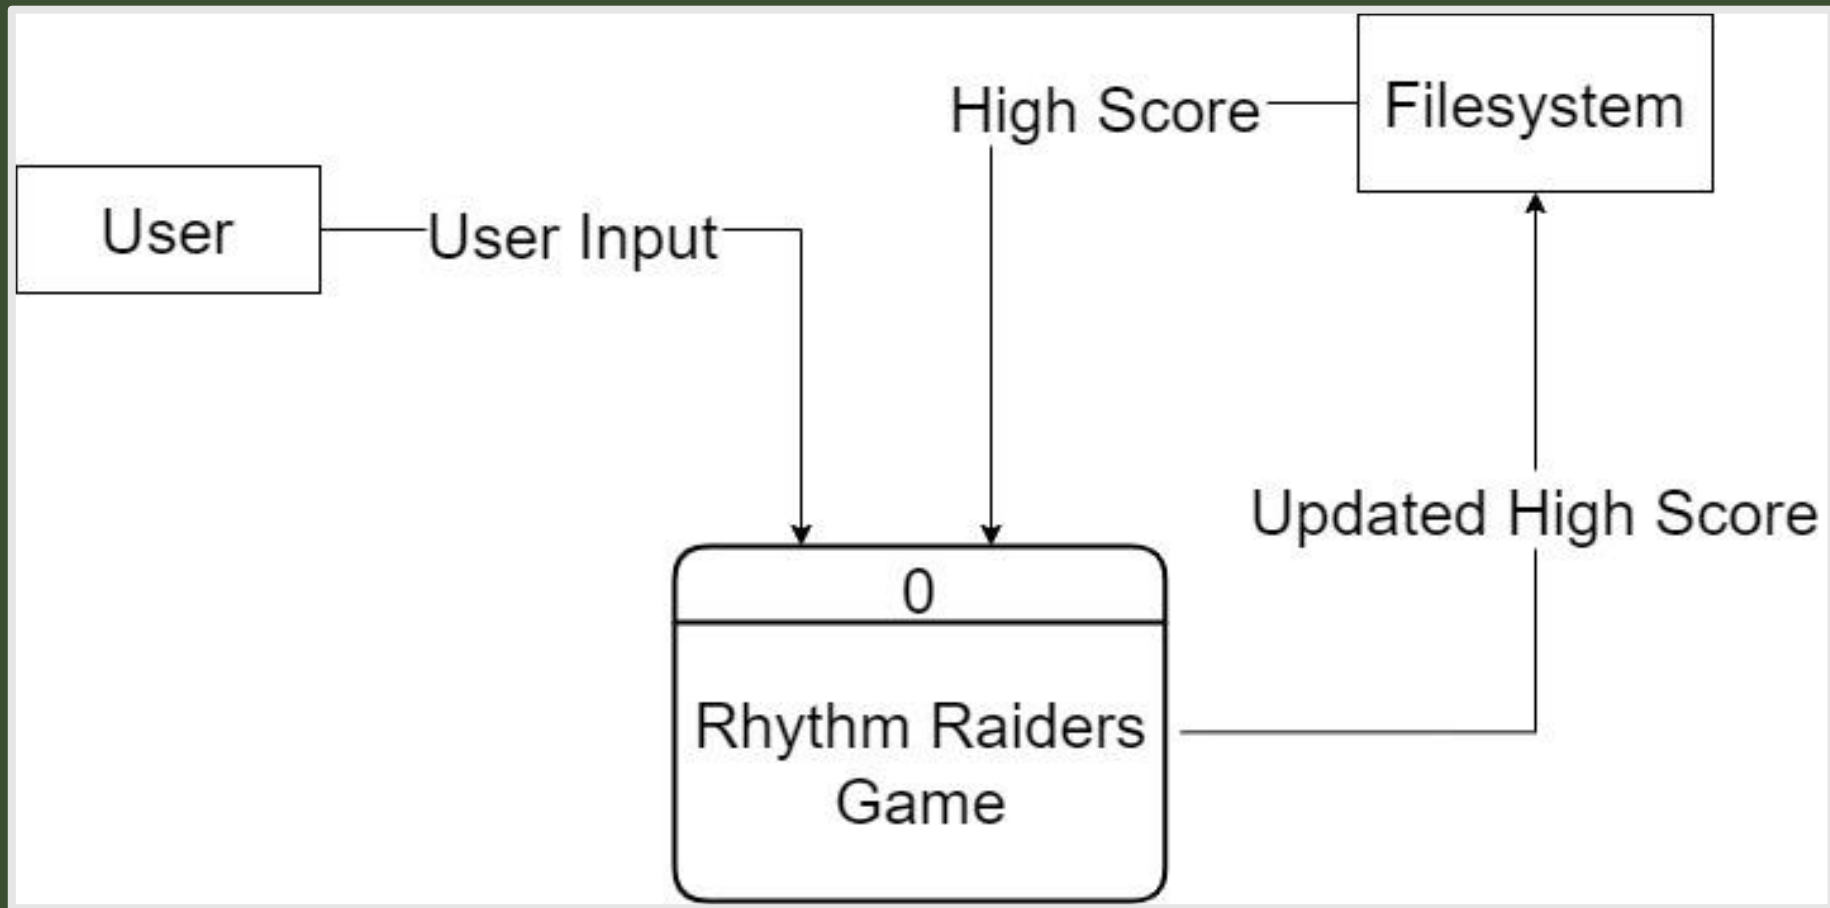 High Score
Filesystem
User
User Input
Updated High Score
0
Rhythm Raiders
Game